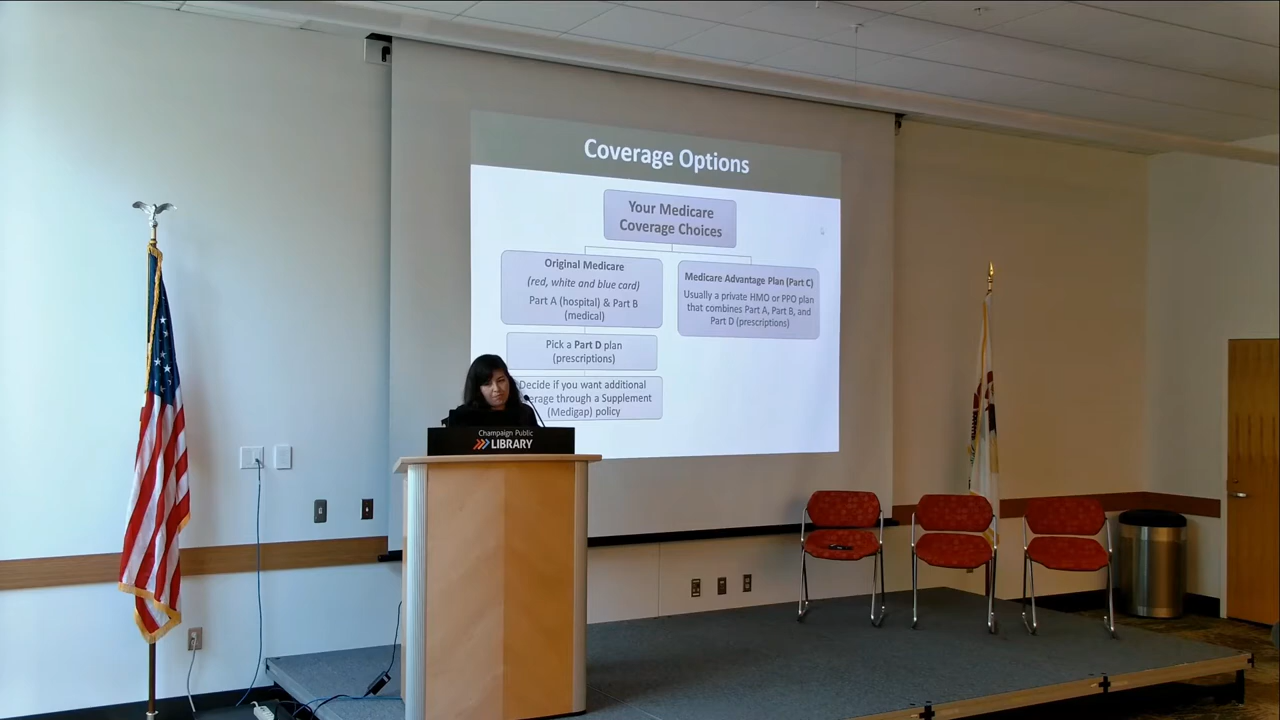 Coverage Options
Your Medicare
Coverage Choices
Original Medicare
(red, white and blue card)
Part A (hospital) & Part B
(medical)
Medicare Advantage Plan (Part C)
Usually a private HMO or PPO plan
that combines Part A, Part B, and
Part D (prescriptions)
Pick a Part D plan
(prescriptions)
Decide if you want additional
through a Supplement
(Medigap) policy
Champaign Public
LIBRARY